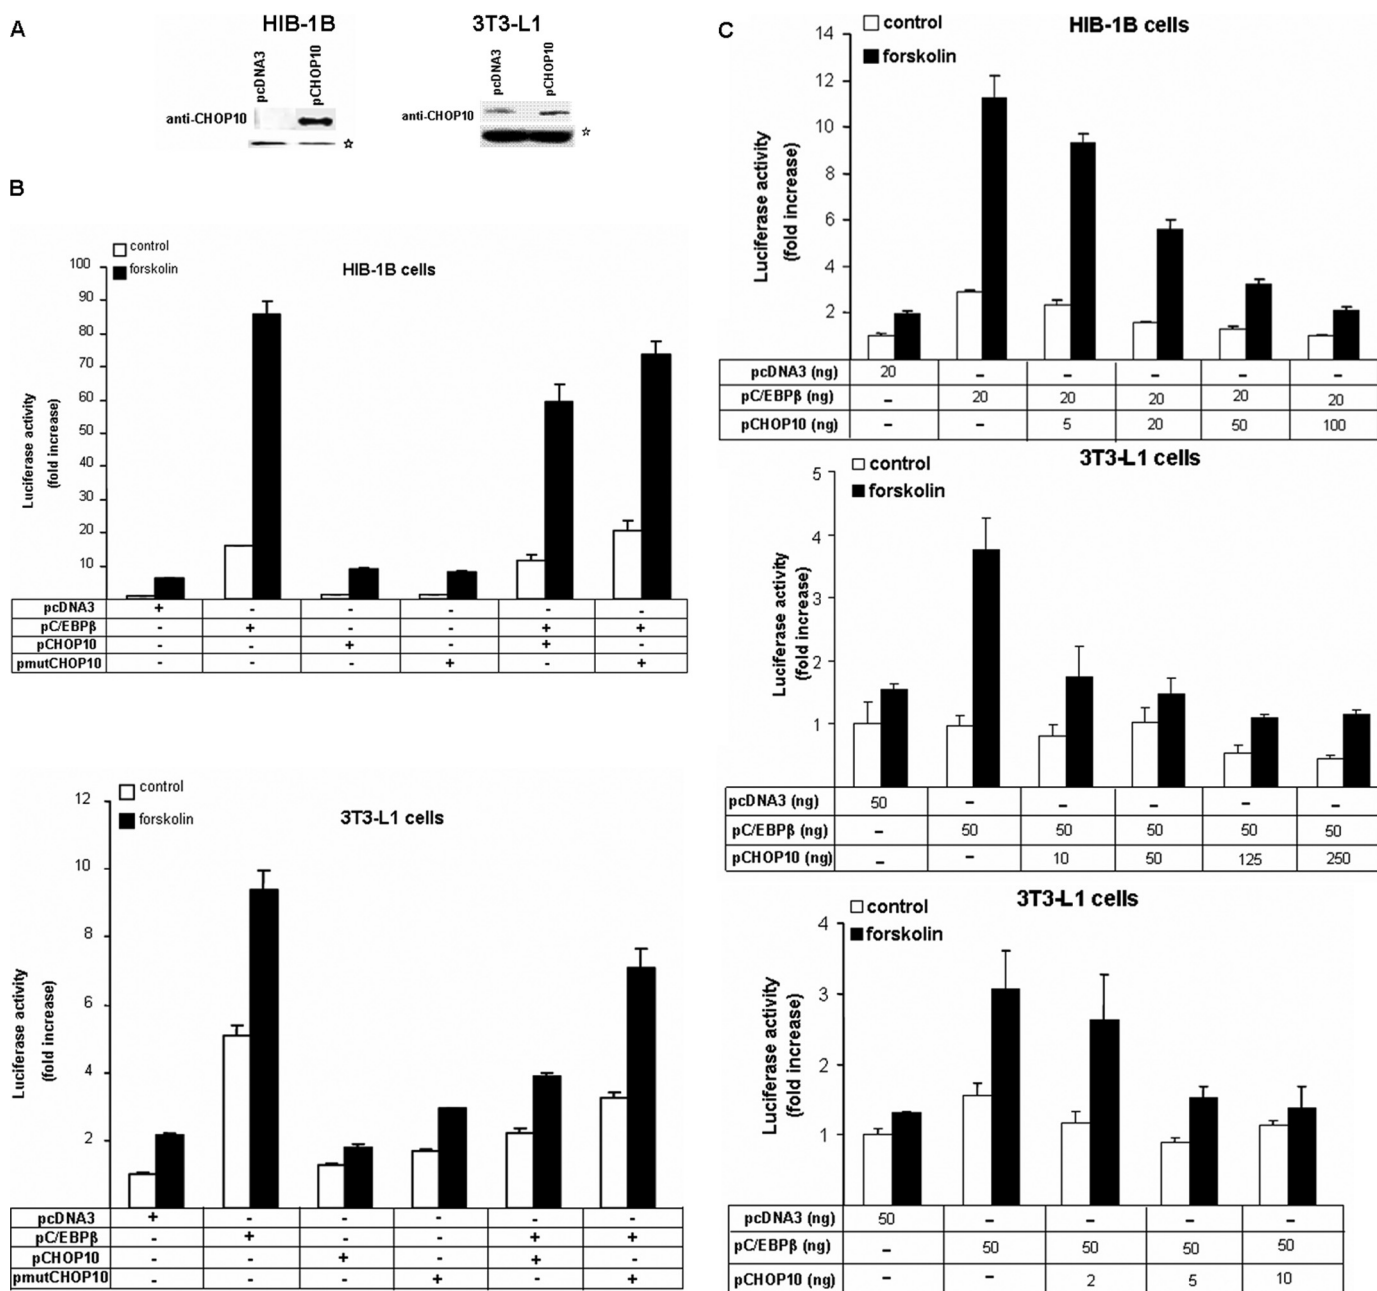 A
HIB-1B
3T3-L1
pcDNA3
pCHOP10
pcDNA3
pCHOP10
anti-CHOP10
☆
anti-CHOP10
☆
B
control
forskolin
HIB-1B cells
Luciferase activity
(fold increase)
100
90
80
70
60
50
40
30
20
10
pcDNA3 + - - - - -
pC/EBPβ - + - - + +
pCHOP10 - - + - + -
pmutCHOP10 - - - + - +
control
forskolin
3T3-L1 cells
Luciferase activity
(fold increase)
12
10
8
6
4
2
pcDNA3 + - - - - -
pC/EBPβ - + - - + +
pCHOP10 - - + - + -
pmutCHOP10 - - - + - +
C
control
forskolin
HIB-1B cells
Luciferase activity
(fold increase)
14
12
10
8
6
4
2
pcDNA3 (ng) 20 - - - - -
pC/EBPβ (ng) - 20 20 20 20 20
pCHOP10 (ng) - - 5 20 50 100
control
forskolin
3T3-L1 cells
Luciferase activity
(fold increase)
5
4
3
2
1
pcDNA3 (ng) 50 - - - - -
pC/EBPβ (ng) - 50 50 50 50 50
pCHOP10 (ng) - - 10 50 125 250
control
forskolin
3T3-L1 cells
Luciferase activity
(fold increase)
4
3
2
1
pcDNA3 (ng) 50 - - - -
pC/EBPβ (ng) - 50 50 50 50
pCHOP10 (ng) - - 2 5 10